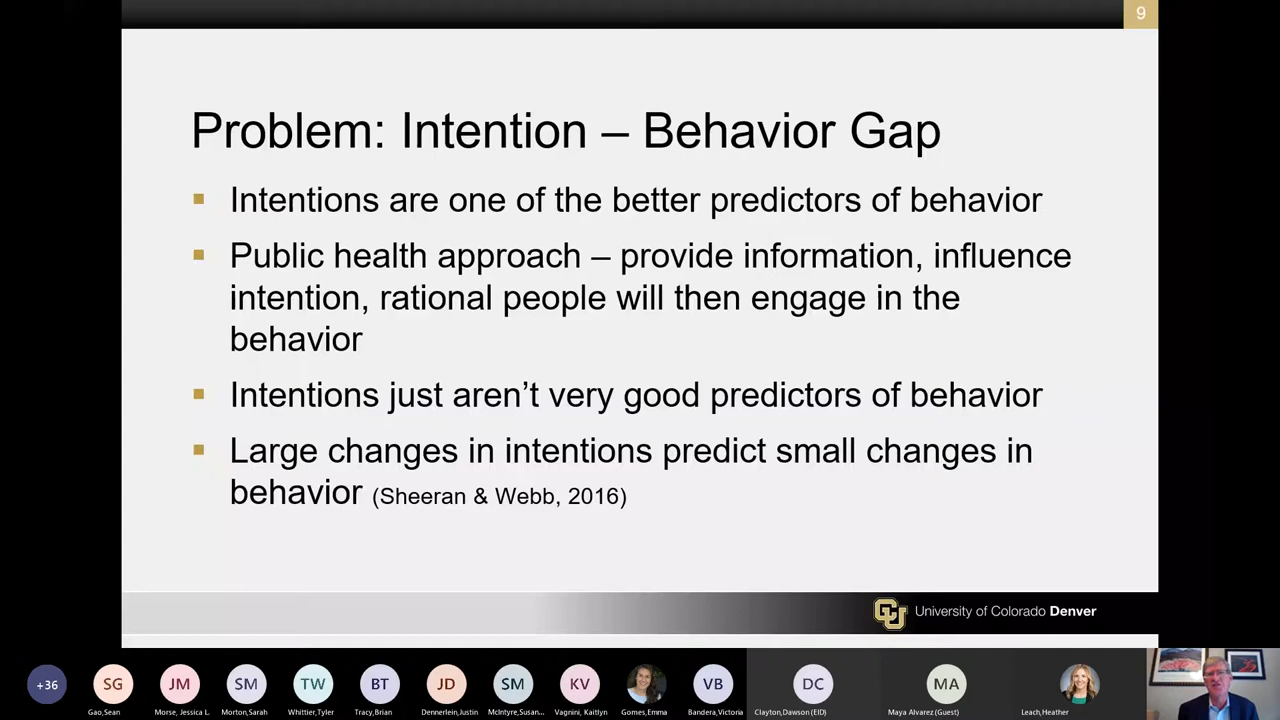 9
Problem: Intention – Behavior Gap
Intentions are one of the better predictors of behavior
Public health approach – provide information, influence
intention, rational people will then engage in the
behavior
Intentions just aren’t very good predictors of behavior
Large changes in intentions predict small changes in
behavior (Sheeran & Webb, 2016)
CU University of Colorado Denver
+36 SG JM SM TW BT JD SM KV VB DC MA
Gao,Sean Morse, Jessica L. Morton,Sarah Whittier,Tyler Tracy,Brian Dennerlein,Justin McIntyre,Susan... Vagnini, Kaitlyn Gomes,Emma Bandera,Victoria Clayton,Dawson (EID) Maya Alvarez (Guest) Leach,Heather